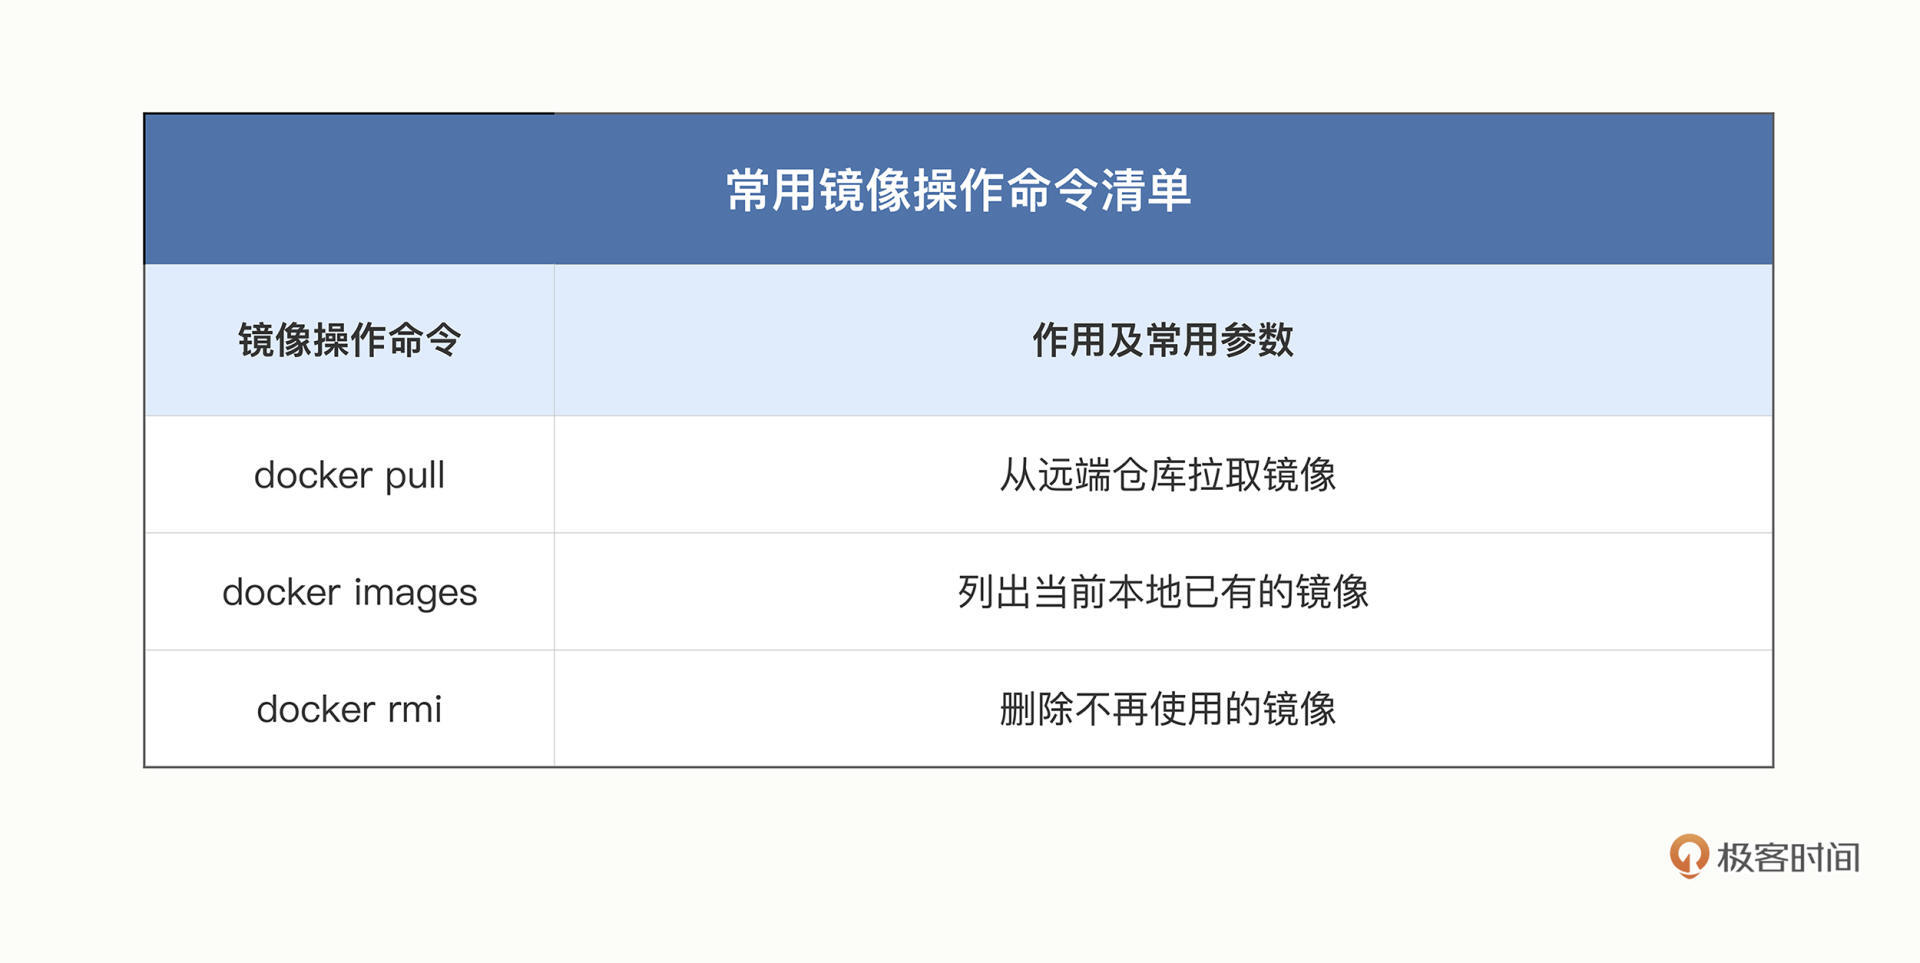 常用镜像操作命令清单
镜像操作命令
作用及常用参数
docker pull
从远端仓库拉取镜像
docker images
列出当前本地已有的镜像
docker rmi
删除不再使用的镜像
极客时间